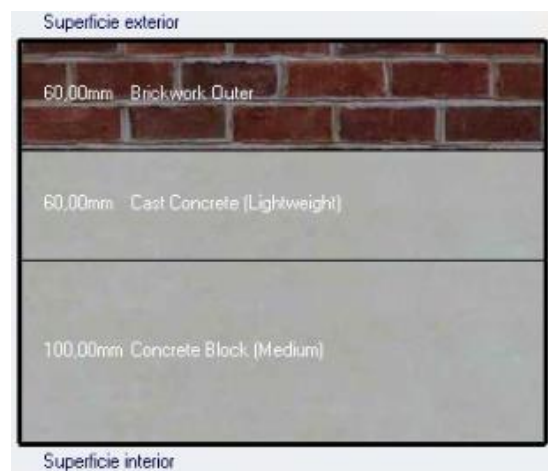 Superficie exterior
60,00mm Brickwork Outer
60,00mm Cast Concrete (Lightweight)
100,00mm Concrete Block (Medium)
Superficie interior